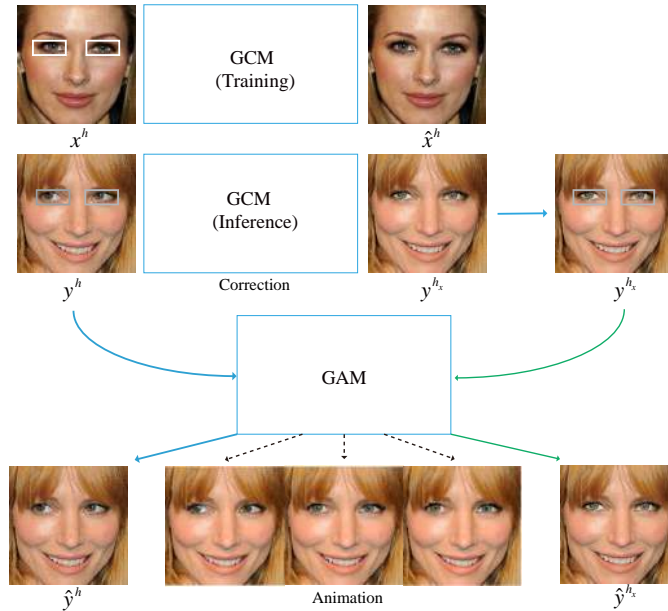 GCM
(Training)
x^h
x̂^h
GCM
(Inference)
y^h
Correction
y^{h_x}
y^{h_x}
GAM
ŷ^h
Animation
ŷ^{h_x}